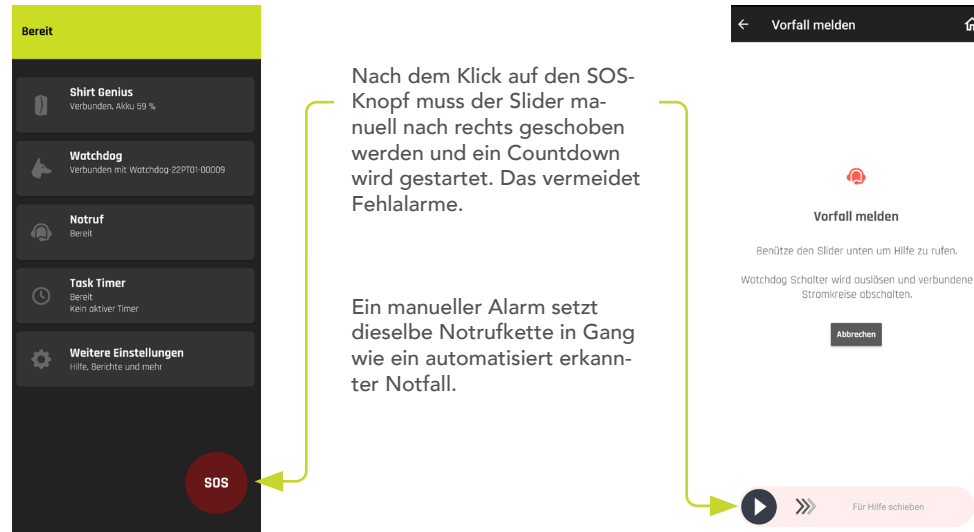 Bereit
Shirt Genius
Verbunden, Akku 59 %
Watchdog
Verbunden mit Watchdog-22PT01-00009
Notruf
Bereit
Task Timer
Bereit
Kein aktiver Timer
Weitere Einstellungen
Hilfe, Berichte und mehr
SOS
Nach dem Klick auf den SOS-
Knopf muss der Slider ma-
nuell nach rechts geschoben
werden und ein Countdown
wird gestartet. Das vermeidet
Fehlalarme.
Ein manueller Alarm setzt
dieselbe Notrufkette in Gang
wie ein automatisiert erkann-
ter Notfall.
Vorfall melden
Vorfall melden
Benütze den Slider unten um Hilfe zu rufen.
Watchdog Schalter wird auslösen und verbundene
Stromkreise abschalten.
Abbrechen
Für Hilfe schieben